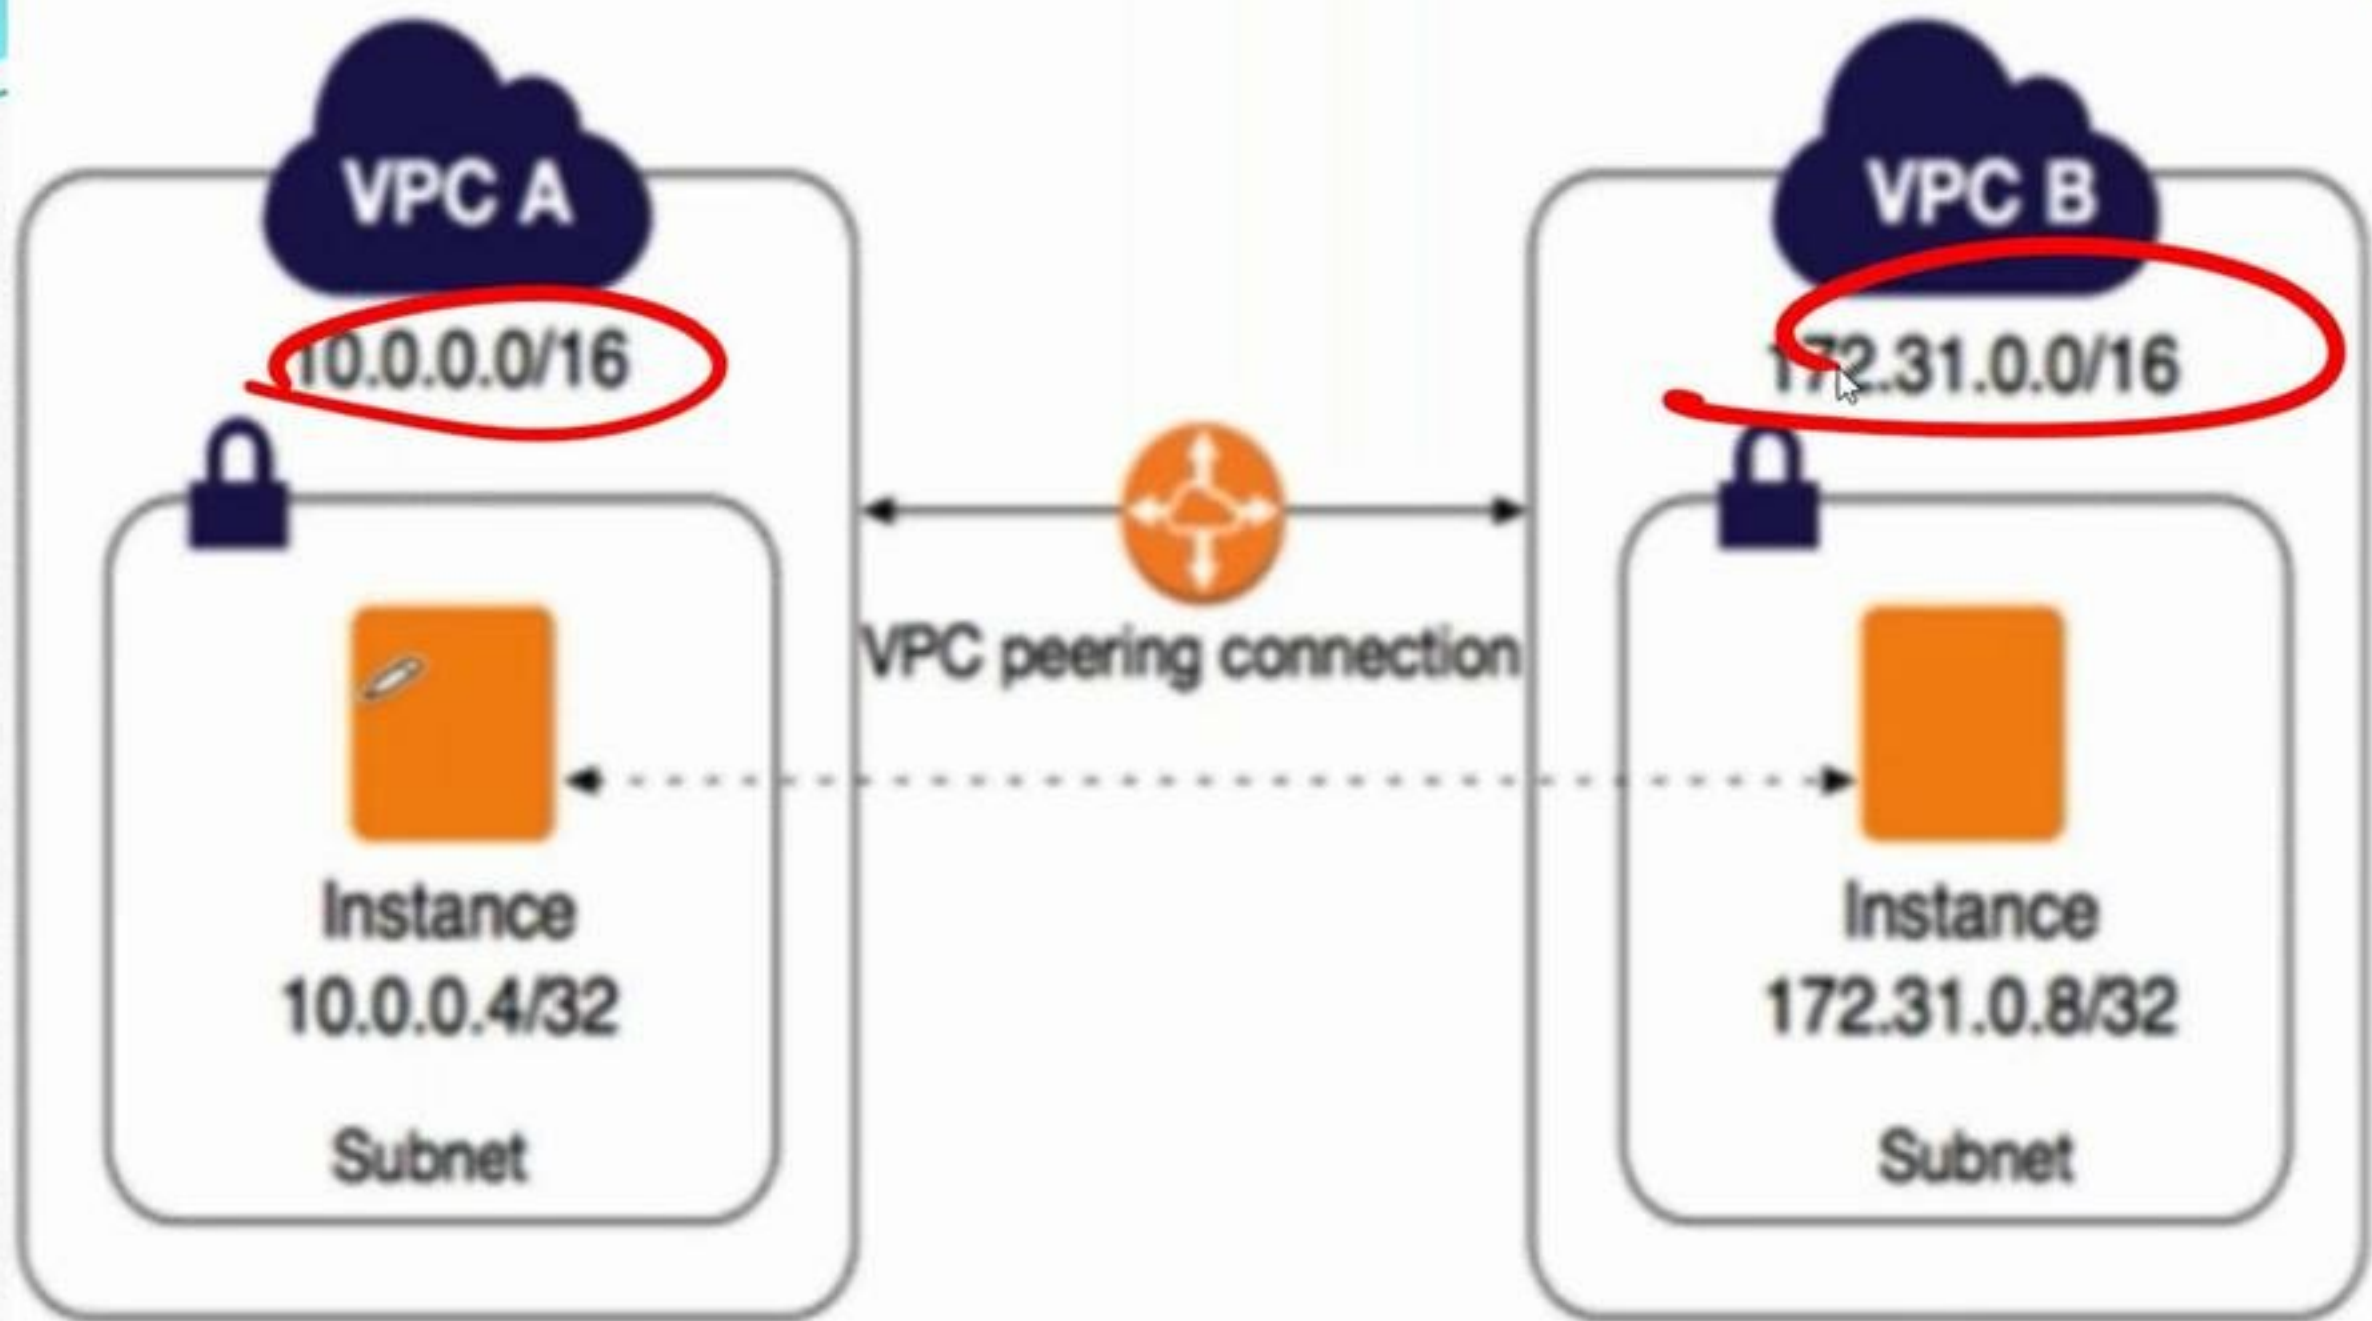 VPC A
10.0.0.0/16
Instance
10.0.0.4/32
Subnet
VPC peering connection
VPC B
172.31.0.0/16
Instance
172.31.0.8/32
Subnet